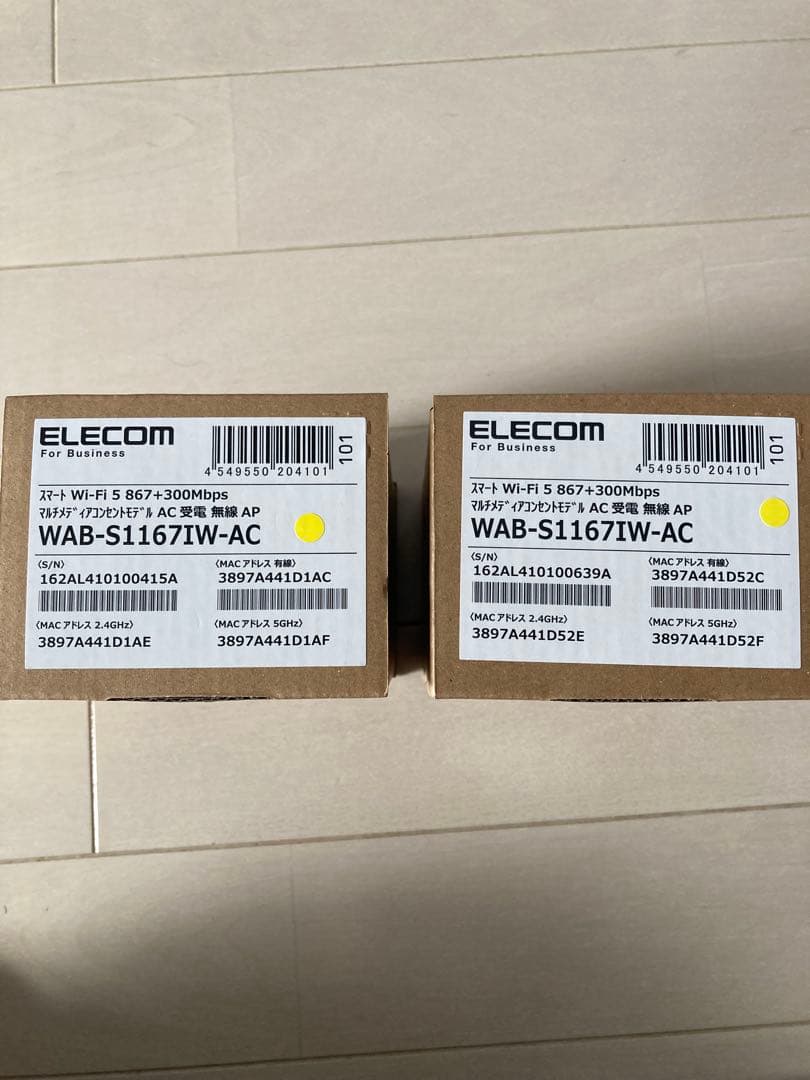 ELECOM
For Business
4 549550 204101
101
スマート Wi-Fi 5 867+300Mbps
マルチメディアコンセントモデル AC 受電 無線 AP
WAB-S1167IW-AC
〈S/N〉
162AL410100415A
〈MAC アドレス 有線〉
3897A441D1AC
〈MAC アドレス 2.4GHz〉
3897A441D1AE
〈MAC アドレス 5GHz〉
3897A441D1AF
ELECOM
For Business
4 549550 204101
101
スマート Wi-Fi 5 867+300Mbps
マルチメディアコンセントモデル AC 受電 無線 AP
WAB-S1167IW-AC
〈S/N〉
162AL410100639A
〈MAC アドレス 有線〉
3897A441D52C
〈MAC アドレス 2.4GHz〉
3897A441D52E
〈MAC アドレス 5GHz〉
3897A441D52F